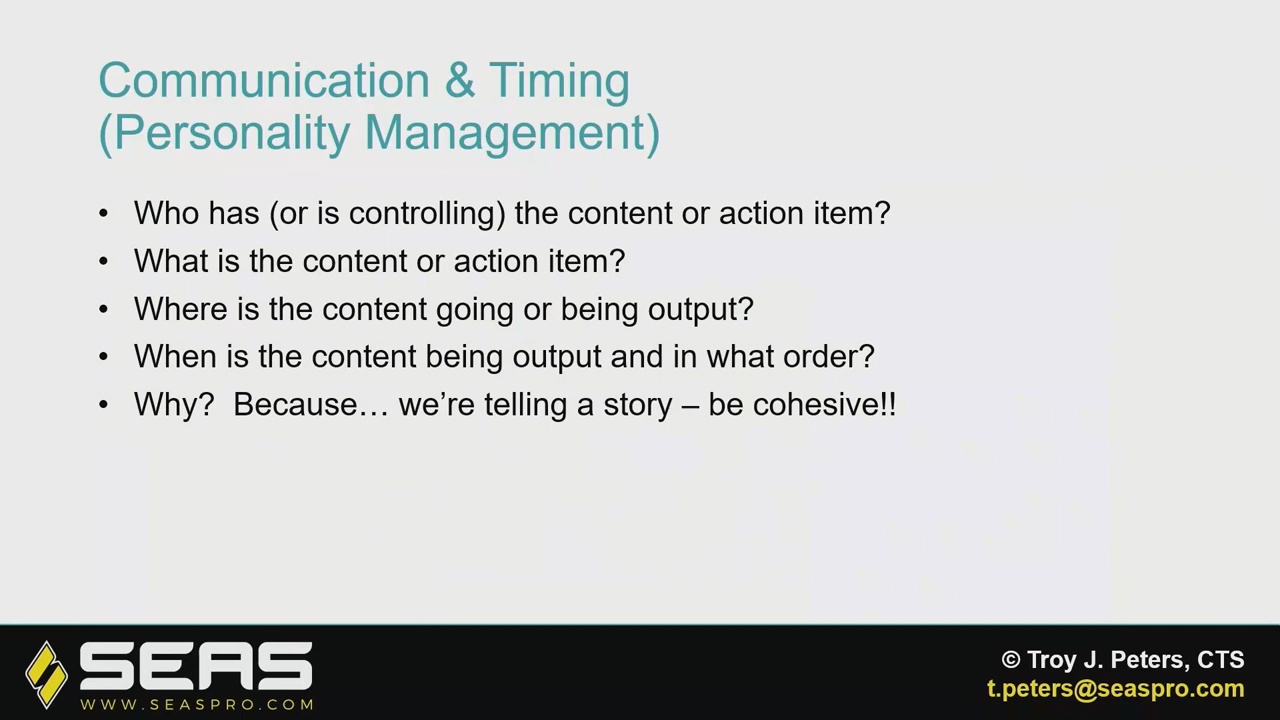 Communication & Timing
(Personality Management)
• Who has (or is controlling) the content or action item?
• What is the content or action item?
• Where is the content going or being output?
• When is the content being output and in what order?
• Why?  Because… we’re telling a story – be cohesive!!
SEAS
WWW.SEASPRO.COM
© Troy J. Peters, CTS
t.peters@seaspro.com